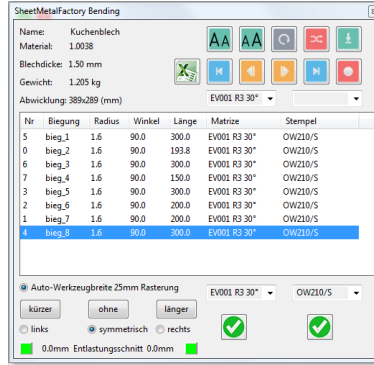 SheetMetalFactory Bending
Name: Kuchenblech
Material: 1.0038
AA AA
Blechdicke: 1.50 mm
Gewicht: 1.205 kg
Abwicklung: 389x289 (mm)
EV001 R3 30°
Nr Biegung Radius Winkel Länge Matrize Stempel
5 bieg_1 1.6 90.0 300.0 EV001 R3 30° OW210/S
0 bieg_2 1.6 90.0 193.8 EV001 R3 30° OW210/S
6 bieg_3 1.6 90.0 300.0 EV001 R3 30° OW210/S
7 bieg_4 1.6 90.0 150.0 EV001 R3 30° OW210/S
3 bieg_5 1.6 90.0 300.0 EV001 R3 30° OW210/S
2 bieg_6 1.6 90.0 200.0 EV001 R3 30° OW210/S
1 bieg_7 1.6 90.0 200.0 EV001 R3 30° OW210/S
4 bieg_8 1.6 90.0 300.0 EV001 R3 30° OW210/S
Auto-Werkzeugbreite 25mm Rasterung
EV001 R3 30° OW210/S
kürzer ohne länger
links symmetrisch rechts
0.0mm Entlastungsschnitt 0.0mm